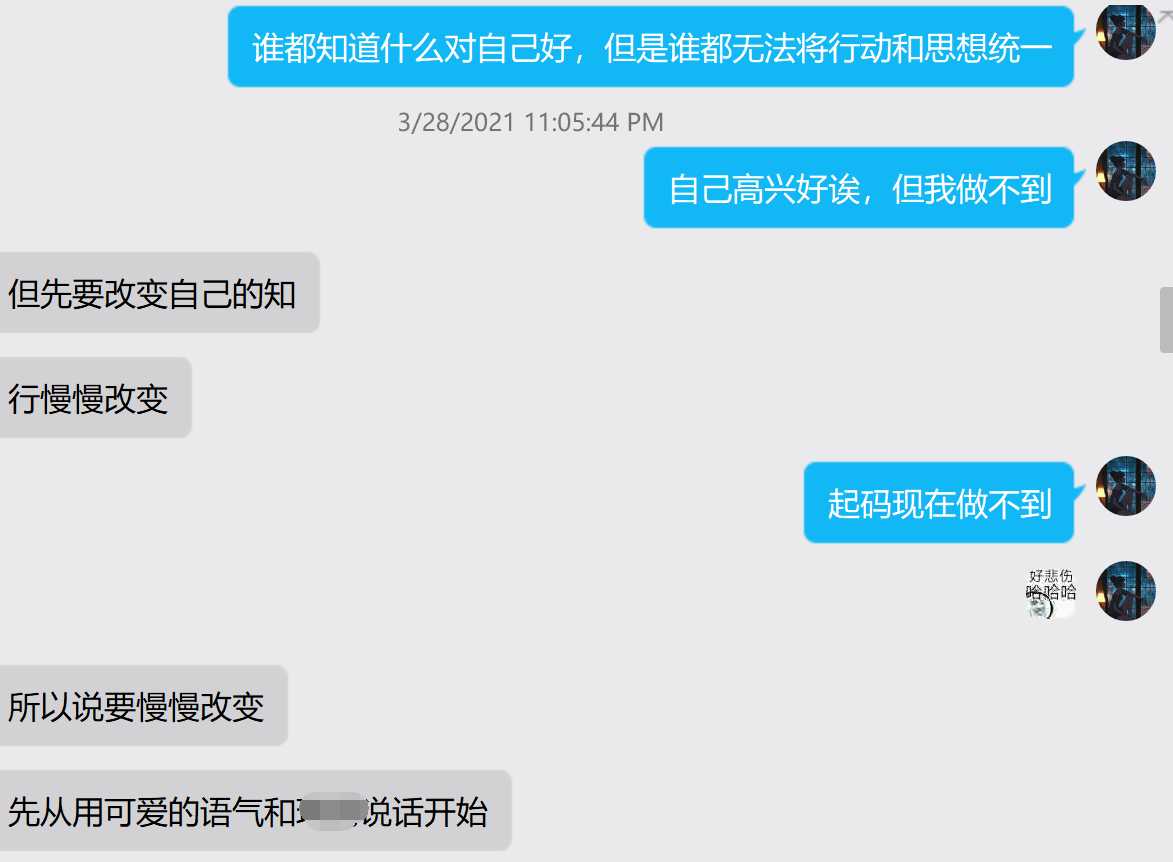 谁都知道什么对自己好，但是谁都无法将行动和思想统一
3/28/2021 11:05:44 PM
自己高兴好诶，但我做不到
但先要改变自己的知
行慢慢改变
起码现在做不到
好悲伤
哈哈哈
所以说要慢慢改变
先从用可爱的语气和 说话开始